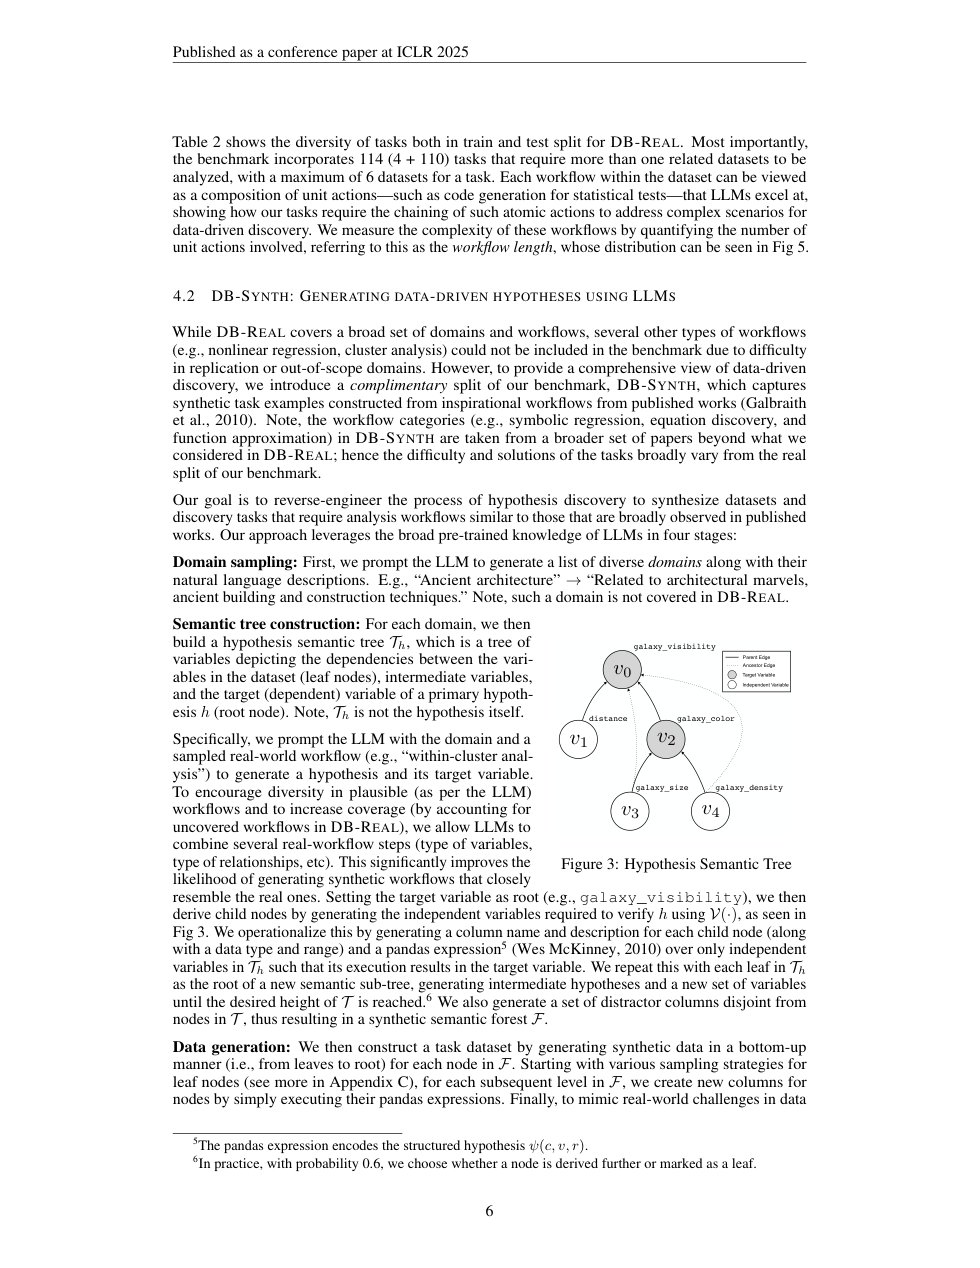 Published as a conference paper at ICLR 2025
Table 2 shows the diversity of tasks both in train and test split for DB-REAL. Most importantly,
the benchmark incorporates 114 (4 + 110) tasks that require more than one related datasets to be
analyzed, with a maximum of 6 datasets for a task. Each workflow within the dataset can be viewed
as a composition of unit actions—such as code generation for statistical tests—that LLMs excel at,
showing how our tasks require the chaining of such atomic actions to address complex scenarios for
data-driven discovery. We measure the complexity of these workflows by quantifying the number of
unit actions involved, referring to this as the workflow length, whose distribution can be seen in Fig 5.
4.2 DB-SYNTH: GENERATING DATA-DRIVEN HYPOTHESES USING LLMS
While DB-REAL covers a broad set of domains and workflows, several other types of workflows
(e.g., nonlinear regression, cluster analysis) could not be included in the benchmark due to difficulty
in replication or out-of-scope domains. However, to provide a comprehensive view of data-driven
discovery, we introduce a complimentary split of our benchmark, DB-SYNTH, which captures
synthetic task examples constructed from inspirational workflows from published works (Galbraith
et al., 2010). Note, the workflow categories (e.g., symbolic regression, equation discovery, and
function approximation) in DB-SYNTH are taken from a broader set of papers beyond what we
considered in DB-REAL; hence the difficulty and solutions of the tasks broadly vary from the real
split of our benchmark.
Our goal is to reverse-engineer the process of hypothesis discovery to synthesize datasets and
discovery tasks that require analysis workflows similar to those that are broadly observed in published
works. Our approach leverages the broad pre-trained knowledge of LLMs in four stages:
Domain sampling: First, we prompt the LLM to generate a list of diverse domains along with their
natural language descriptions. E.g., “Ancient architecture” → “Related to architectural marvels,
ancient building and construction techniques.” Note, such a domain is not covered in DB-REAL.
Semantic tree construction: For each domain, we then
build a hypothesis semantic tree 𝒯h, which is a tree of
variables depicting the dependencies between the vari-
ables in the dataset (leaf nodes), intermediate variables,
and the target (dependent) variable of a primary hypoth-
esis h (root node). Note, 𝒯h is not the hypothesis itself.
Specifically, we prompt the LLM with the domain and a
sampled real-world workflow (e.g., “within-cluster anal-
ysis”) to generate a hypothesis and its target variable.
To encourage diversity in plausible (as per the LLM)
workflows and to increase coverage (by accounting for
uncovered workflows in DB-REAL), we allow LLMs to
combine several real-workflow steps (type of variables,
type of relationships, etc). This significantly improves the
likelihood of generating synthetic workflows that closely
galaxy_visibility
Parent Edge
Ancestor Edge
Target Variable
Independent Variable
v0
distance
galaxy_color
v1
v2
galaxy_size
galaxy_density
v3
v4
Figure 3: Hypothesis Semantic Tree
resemble the real ones. Setting the target variable as root (e.g., galaxy_visibility), we then
derive child nodes by generating the independent variables required to verify h using 𝒱(·), as seen in
Fig 3. We operationalize this by generating a column name and description for each child node (along
with a data type and range) and a pandas expression⁵ (Wes McKinney, 2010) over only independent
variables in 𝒯h such that its execution results in the target variable. We repeat this with each leaf in 𝒯h
as the root of a new semantic sub-tree, generating intermediate hypotheses and a new set of variables
until the desired height of 𝒯 is reached.⁶ We also generate a set of distractor columns disjoint from
nodes in 𝒯, thus resulting in a synthetic semantic forest ℱ.
Data generation: We then construct a task dataset by generating synthetic data in a bottom-up
manner (i.e., from leaves to root) for each node in ℱ. Starting with various sampling strategies for
leaf nodes (see more in Appendix C), for each subsequent level in ℱ, we create new columns for
nodes by simply executing their pandas expressions. Finally, to mimic real-world challenges in data
⁵The pandas expression encodes the structured hypothesis ψ(c, v, r).
⁶In practice, with probability 0.6, we choose whether a node is derived further or marked as a leaf.
6